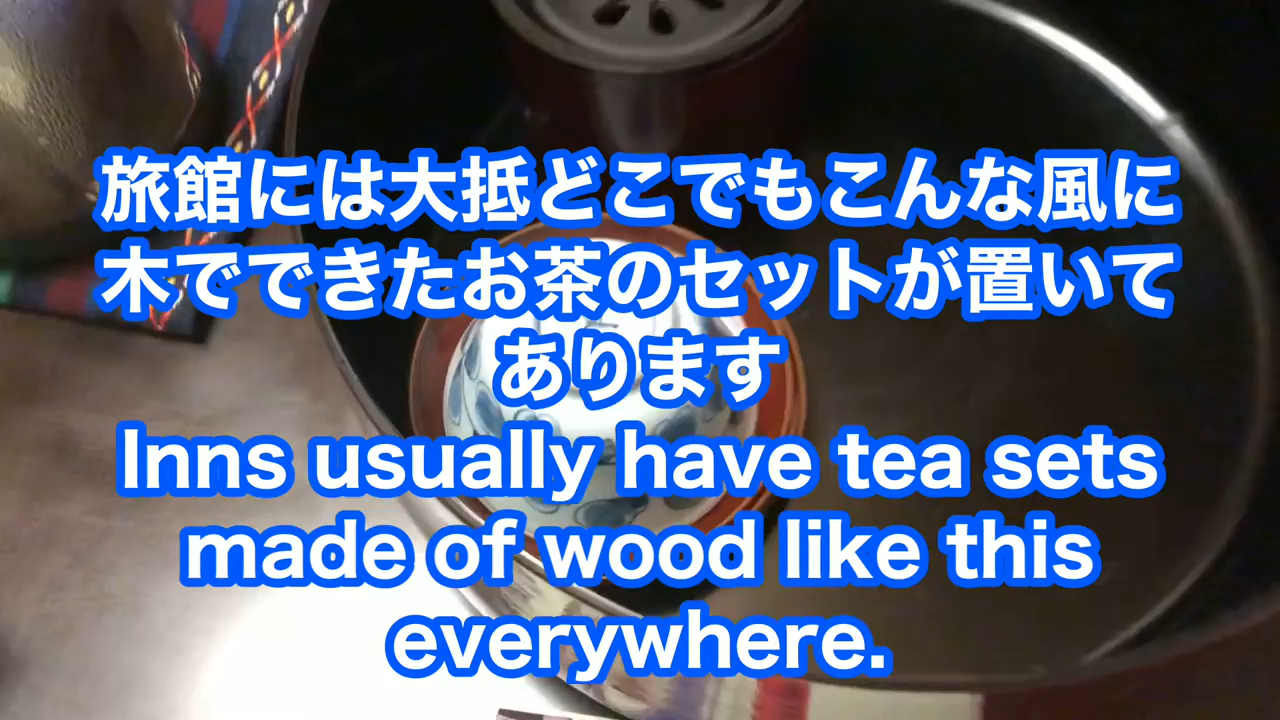 旅館には大抵どこでもこんな風に
木でできたお茶のセットが置いて
あります
Inns usually have tea sets
made of wood like this
everywhere.